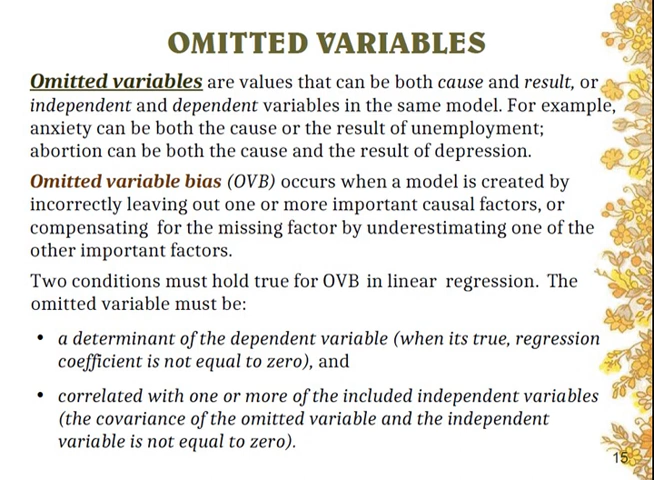 OMITTED VARIABLES
Omitted variables are values that can be both cause and result, or
independent and dependent variables in the same model. For example,
anxiety can be both the cause or the result of unemployment;
abortion can be both the cause and the result of depression.
Omitted variable bias (OVB) occurs when a model is created by
incorrectly leaving out one or more important causal factors, or
compensating for the missing factor by underestimating one of the
other important factors.
Two conditions must hold true for OVB in linear regression. The
omitted variable must be:
• a determinant of the dependent variable (when its true, regression
coefficient is not equal to zero), and
• correlated with one or more of the included independent variables
(the covariance of the omitted variable and the independent
variable is not equal to zero).
15